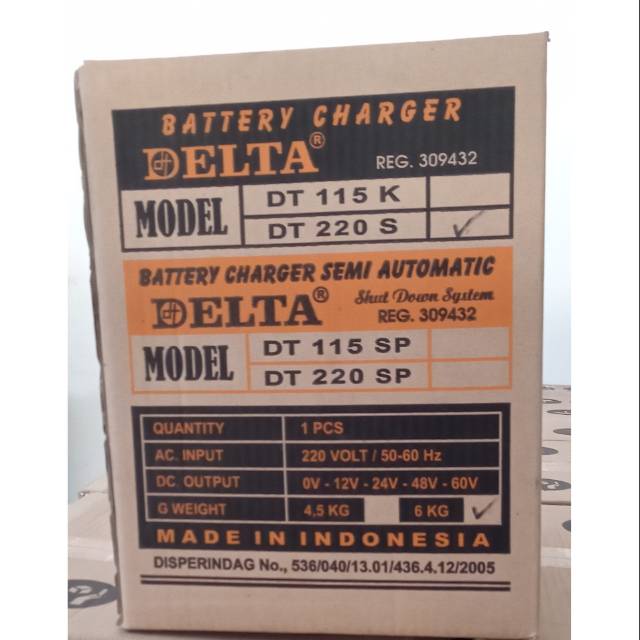 BATTERY CHARGER
DELTA®
REG. 309432
MODEL
DT 115 K
DT 220 S ✓
BATTERY CHARGER SEMI AUTOMATIC
DELTA®
Shut Down System
REG. 309432
MODEL
DT 115 SP
DT 220 SP
QUANTITY 1 PCS
AC. INPUT 220 VOLT / 50-60 Hz
DC. OUTPUT 0V - 12V - 24V - 48V - 60V
G WEIGHT 4,5 KG 6 KG ✓
MADE IN INDONESIA
DISPERINDAG No., 536/040/13.01/436.4.12/2005